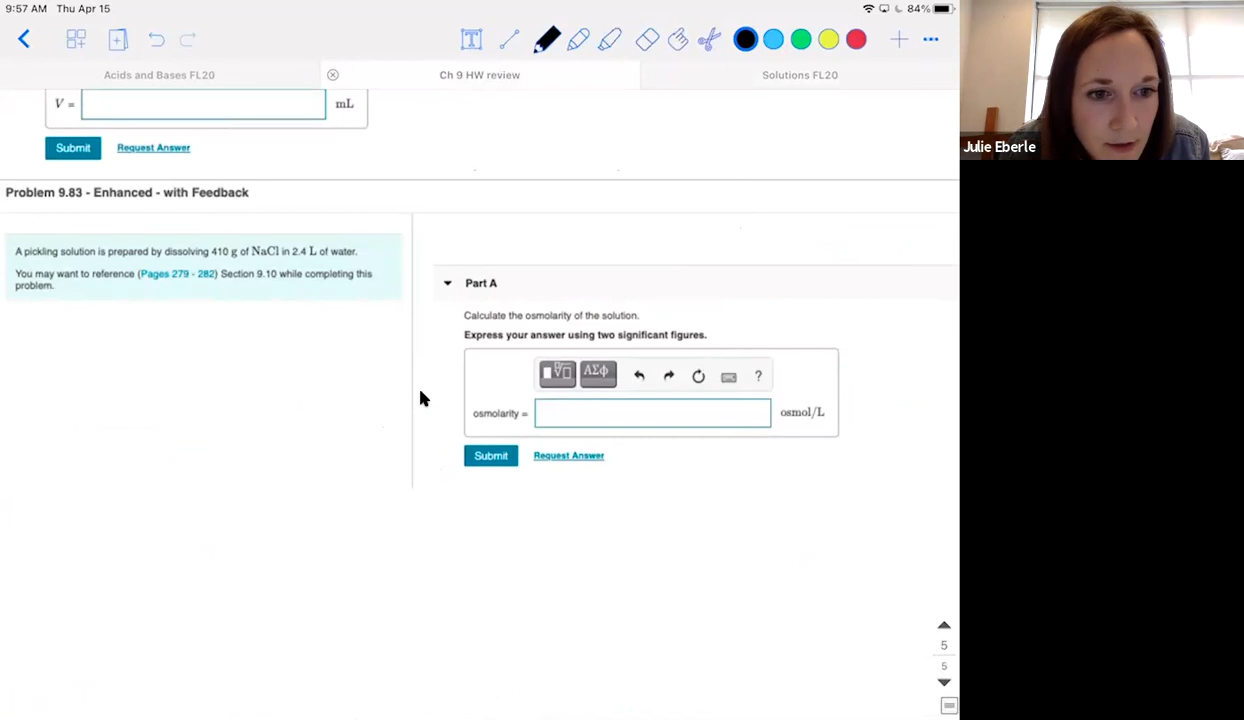 9:57 AM Thu Apr 15
84%
Acids and Bases FL20
Ch 9 HW review
Solutions FL20
V =
mL
Submit
Request Answer
Problem 9.83 - Enhanced - with Feedback
A pickling solution is prepared by dissolving 410 g of NaCl in 2.4 L of water.
You may want to reference (Pages 279 - 282) Section 9.10 while completing this
problem.
Part A
Calculate the osmolarity of the solution.
Express your answer using two significant figures.
ΑΣφ
?
osmolarity =
osmol/L
Submit
Request Answer
5
5
Julie Eberle